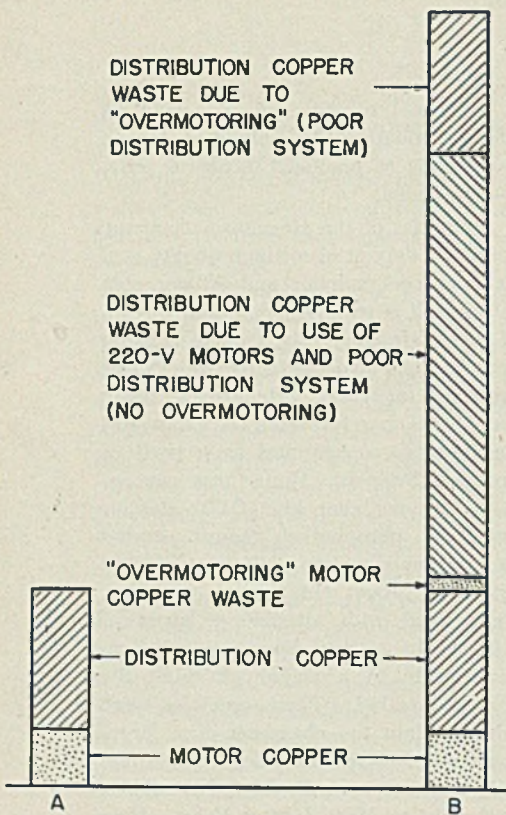 DISTRIBUTION COPPER
WASTE DUE TO
"OVERMOTORING" (POOR
DISTRIBUTION SYSTEM)
DISTRIBUTION COPPER
WASTE DUE TO USE OF
220-V MOTORS AND POOR
DISTRIBUTION SYSTEM
(NO OVERMOTORING)
"OVERMOTORING" MOTOR
COPPER WASTE
DISTRIBUTION COPPER
MOTOR COPPER
A
B